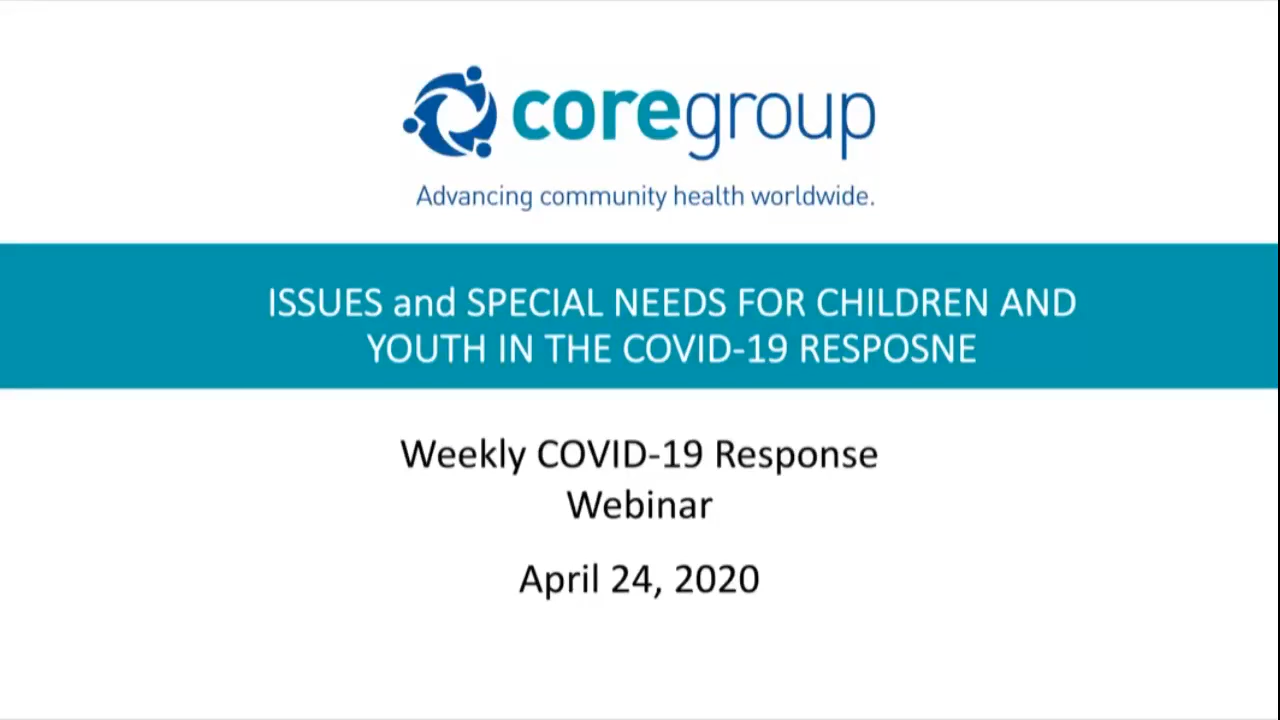 coregroup
Advancing community health worldwide.
ISSUES and SPECIAL NEEDS FOR CHILDREN AND
YOUTH IN THE COVID-19 RESPOSNE
Weekly COVID-19 Response
Webinar
April 24, 2020